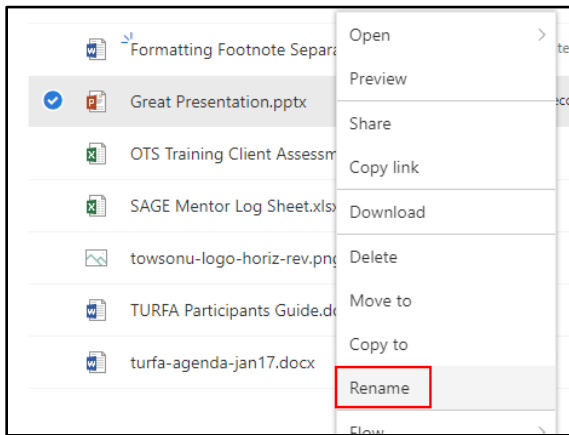 Formatting Footnote Separa
Great Presentation.pptx
OTS Training Client Assessm
SAGE Mentor Log Sheet.xlsx
towsonu-logo-horiz-rev.png
TURFA Participants Guide.do
turfa-agenda-jan17.docx
Open
Preview
Share
Copy link
Download
Delete
Move to
Copy to
Rename
Flow